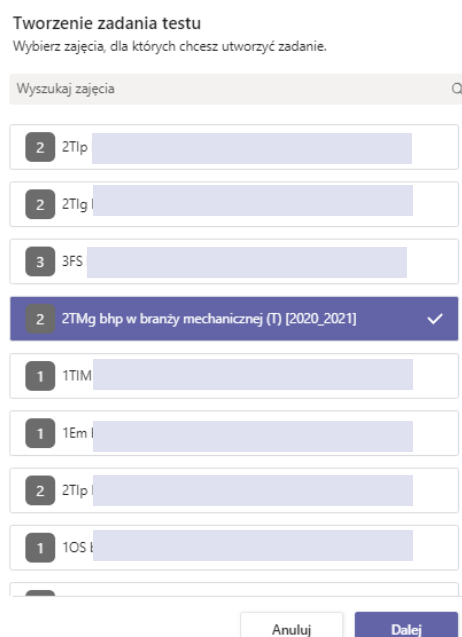 Tworzenie zadania testu
Wybierz zajęcia, dla których chcesz utworzyć zadanie.
Wyszukaj zajęcia
2 2TIp
2 2TIg
3 3FS
2 2TMg bhp w branży mechanicznej (T) [2020_2021]
1 1TIM
1 1Em
2 2TIp
1 1OS
Anuluj Dalej